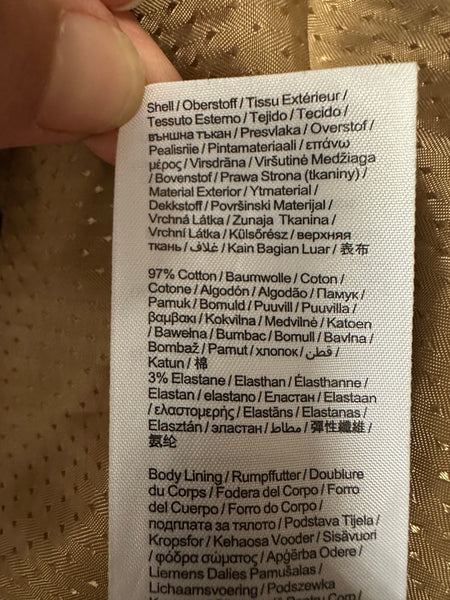 Shell / Oberstoff / Tissu Extérieur /
Tessuto Esterno / Tejido / Tecido /
външна тъкан / Presvlaka / Overstof /
Pealisriie / Pintamateriaali / επάνω
μέρος / Virsdrāna / Viršutinė Medžiaga
/ Bovenstof / Prawa Strona (tkaniny) /
Material Exterior / Ytmaterial /
Dekkstoff / Površinski Materijal /
Vrchná Látka / Zunaja Tkanina /
Vrchní Látka / Külsőrész / верхняя
ткань / غلاف / Kain Bagian Luar / 表布
97% Cotton / Baumwolle / Coton /
Cotone / Algodón / Algodão / Памук /
Pamuk / Bomuld / Puuvill / Puuvilla /
βαμβακι / Kokvilna / Medvilnė / Katoen
/ Bawełna / Bumbac / Bomull / Bavlna /
Bombaž / Pamut / хлопок / قطن /
Katun / 棉
3% Elastane / Elasthan / Élasthanne /
Elastan / elastano / Еластан / Elastaan
/ ελαστομερής / Elastāns / Elastanas /
Elasztán / эластан / مطاط / 彈性纖維 /
氨纶
Body Lining / Rumpffutter / Doublure
du Corps / Fodera del Corpo / Forro
del Cuerpo / Forro do Corpo /
подплата за тялото / Podstava Tijela /
Kropsfor / Kehaosa Vooder / Sisävuori
/ φόδρα σώματος / Apģērba Odere /
Liemens Dalies Pamušalas /
Lichaamsvoering / Podszewka